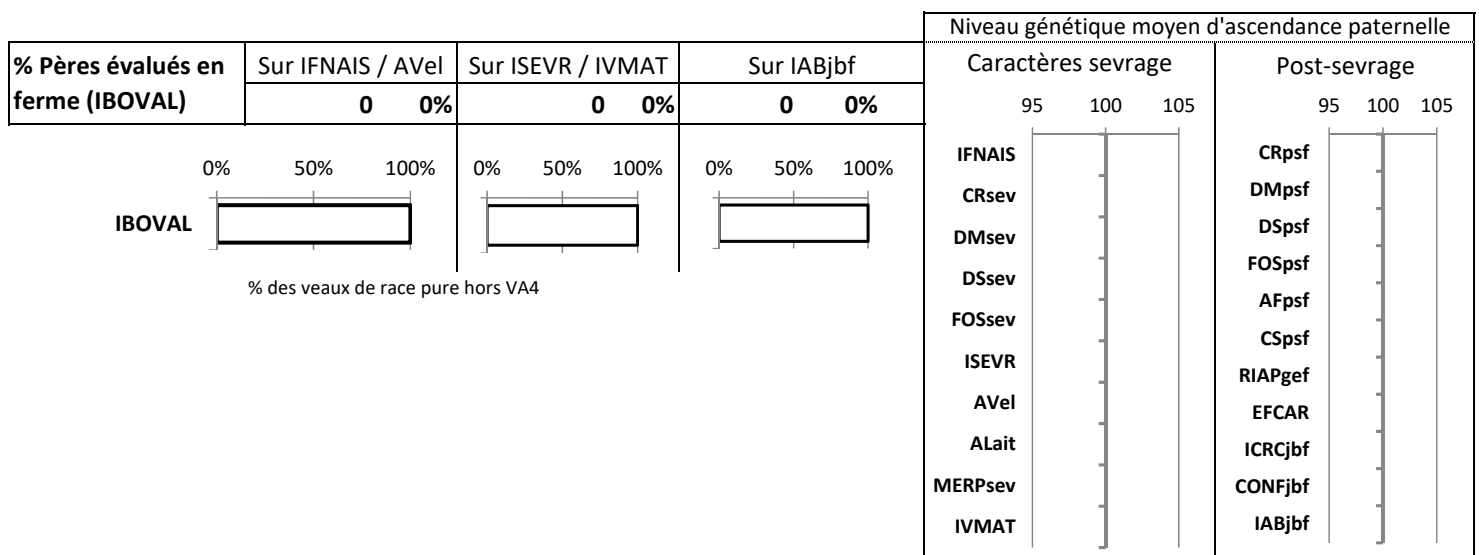 Niveau génétique moyen d'ascendance paternelle
% Pères évalués en ferme (IBOVAL)
Sur IFNAIS / AVel
Sur ISEVR / IVMAT
Sur IABjbf
0 0%
0 0%
0 0%
0% 50% 100%
0% 50% 100%
0% 50% 100%
IBOVAL
% des veaux de race pure hors VA4
Caractères sevrage
95 100 105
IFNAIS
CRsev
DMsev
DSsev
FOSsev
ISEVR
AVel
ALait
MERPsev
IVMAT
Post-sevrage
95 100 105
CRpsf
DMpsf
DSpsf
FOSpsf
AFpsf
CSpsf
RIAPgef
EFCAR
ICRCjbf
CONFjbf
IABjbf